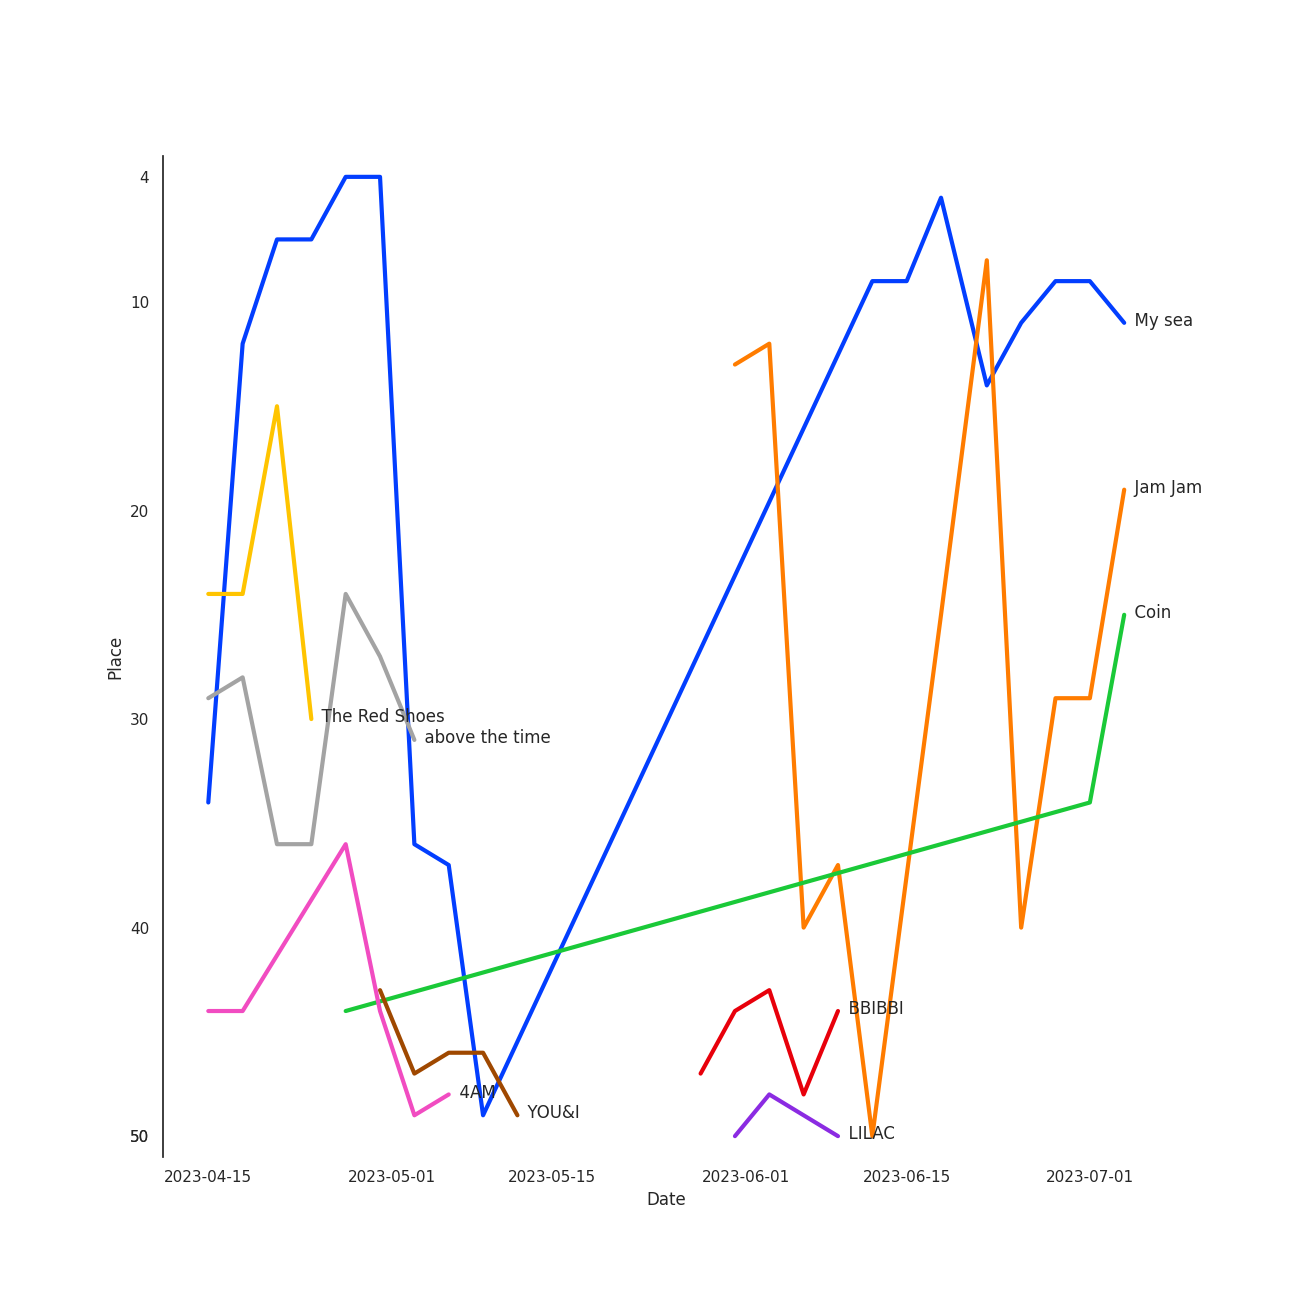 4
10
My sea
Jam Jam
20
Coin
Place
30
The Red Shoes
above the time
40
BBIBBI
4AM
YOU&I
LILAC
50
2023-04-15
2023-05-01
2023-05-15
2023-06-01
2023-06-15
2023-07-01
Date